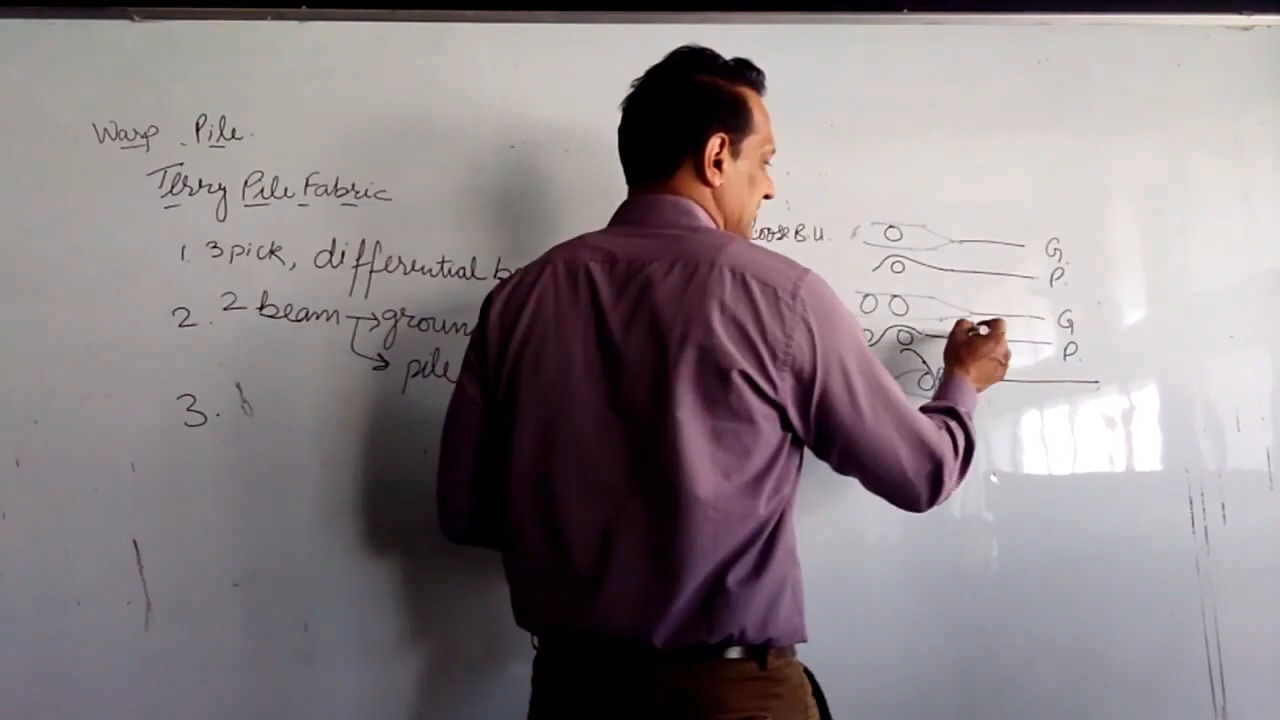 Warp Pile.
Terry Pile Fabric
1. 3 pick, differential
2. 2 beam → ground
pile
3.
B.U.
G.
P.
G
P.